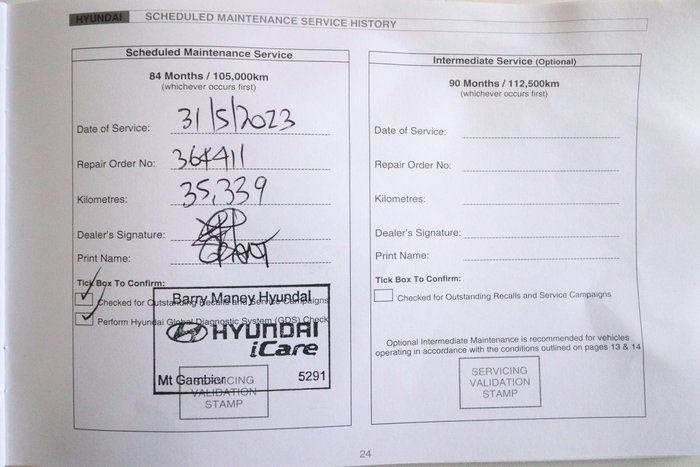 HYUNDAI SCHEDULED MAINTENANCE SERVICE HISTORY
Scheduled Maintenance Service
84 Months / 105,000km
(whichever occurs first)
Date of Service: 31/5/2023
Repair Order No: 364411
Kilometres: 35,339
Dealer's Signature:
Print Name: GRANT
Tick Box To Confirm:
Checked for Outstanding Recalls and Service Campaigns
Perform Hyundai Global Diagnostic System (GDS) Check
Barry Maney Hyundai
HYUNDAI
iCare
Mt Gambier 5291
SERVICING
VALIDATION
STAMP
Intermediate Service (Optional)
90 Months / 112,500km
(whichever occurs first)
Date of Service:
Repair Order No:
Kilometres:
Dealer's Signature:
Print Name:
Tick Box To Confirm:
Checked for Outstanding Recalls and Service Campaigns
Optional Intermediate Maintenance is recommended for vehicles
operating in accordance with the conditions outlined on pages 13 & 14
SERVICING
VALIDATION
STAMP
24